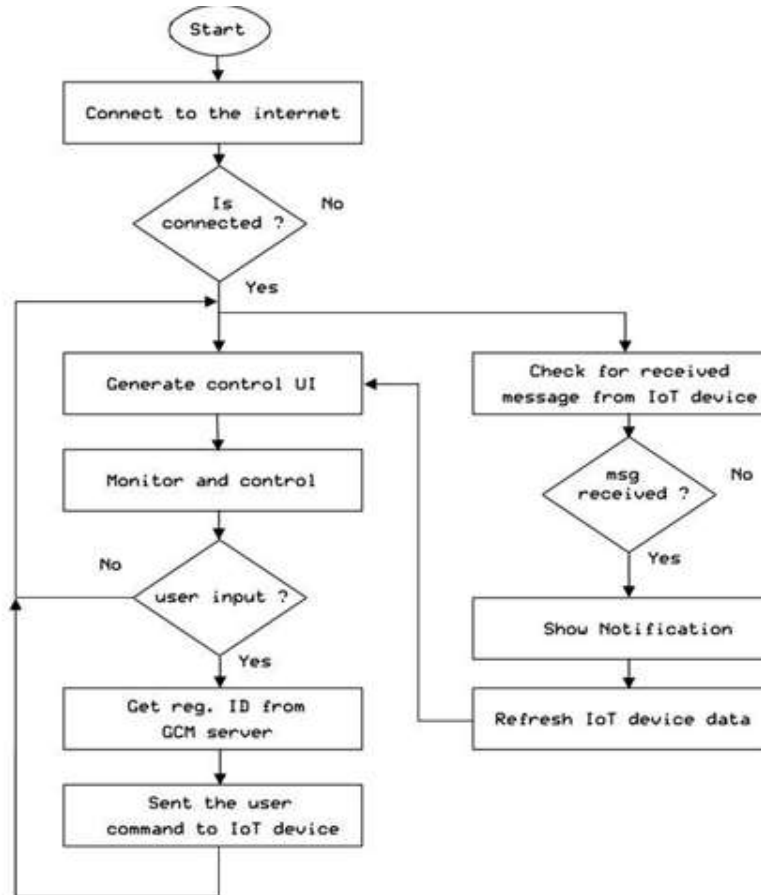 Start
Connect to the internet
Is
connected ?
No
Yes
Generate control UI
Monitor and control
No
user input ?
Yes
Get reg. ID from
GCM server
Sent the user
command to IoT device
Check for received
message from IoT device
msg
received ?
No
Yes
Show Notification
Refresh IoT device data